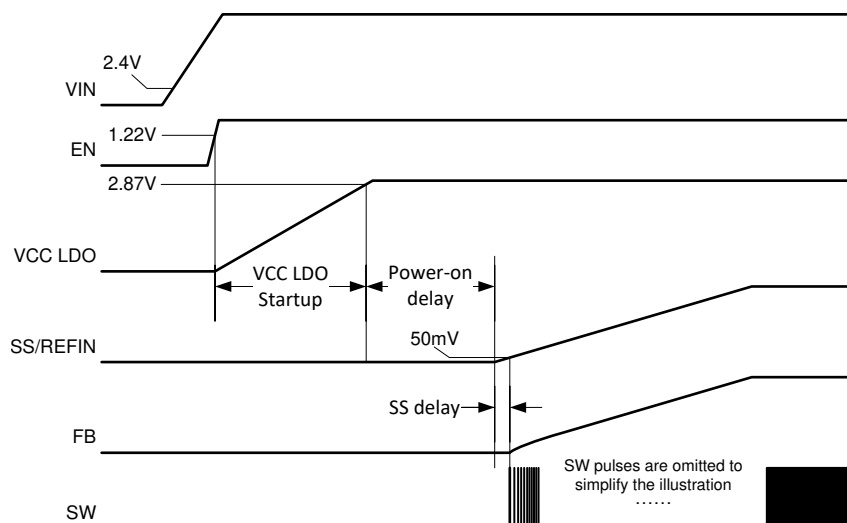 2.4V
VIN
1.22V
EN
2.87V
VCC LDO
VCC LDO
Startup
Power-on
delay
50mV
SS/REFIN
SS delay
FB
SW pulses are omitted to
simplify the illustration
......
SW